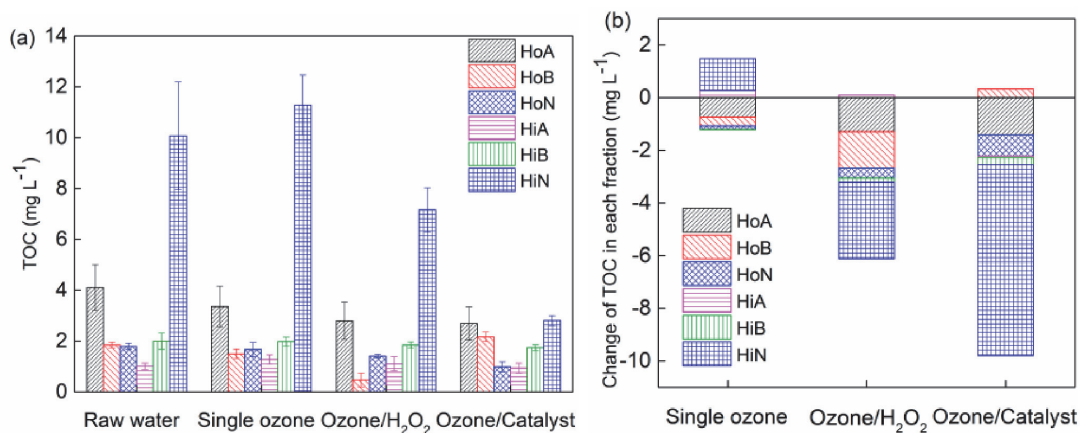 (a)
TOC (mg L⁻¹)
14
12
10
8
6
4
2
0
HoA
HoB
HoN
HiA
HiB
HiN
Raw water Single ozone Ozone/H₂O₂ Ozone/Catalyst
(b)
Change of TOC in each fraction (mg L⁻¹)
2
0
-2
-4
-6
-8
-10
HoA
HoB
HoN
HiA
HiB
HiN
Single ozone Ozone/H₂O₂ Ozone/Catalyst